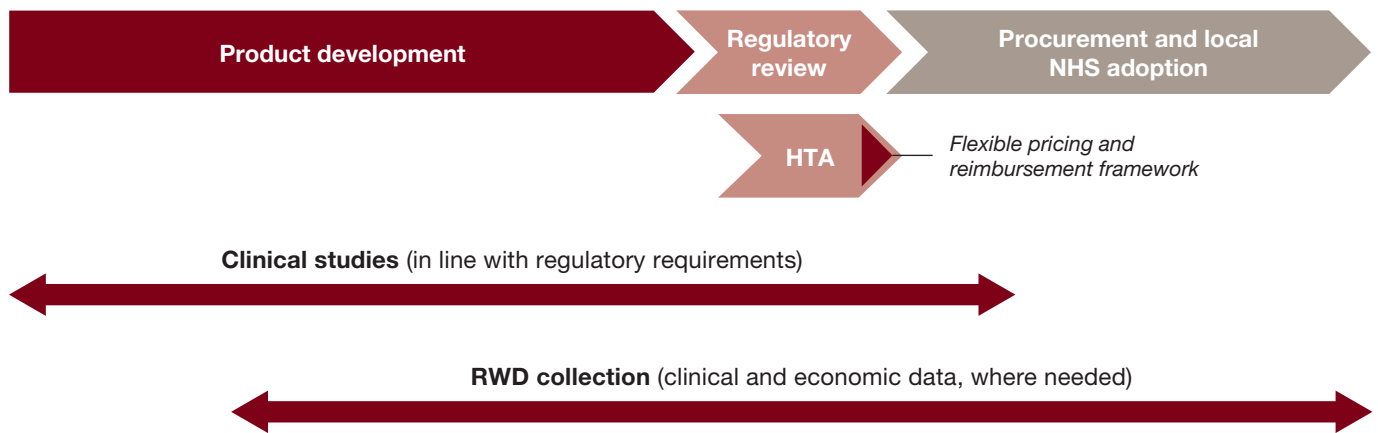 Product development
Regulatory
review
Procurement and local
NHS adoption
HTA
Flexible pricing and
reimbursement framework
Clinical studies (in line with regulatory requirements)
RWD collection (clinical and economic data, where needed)